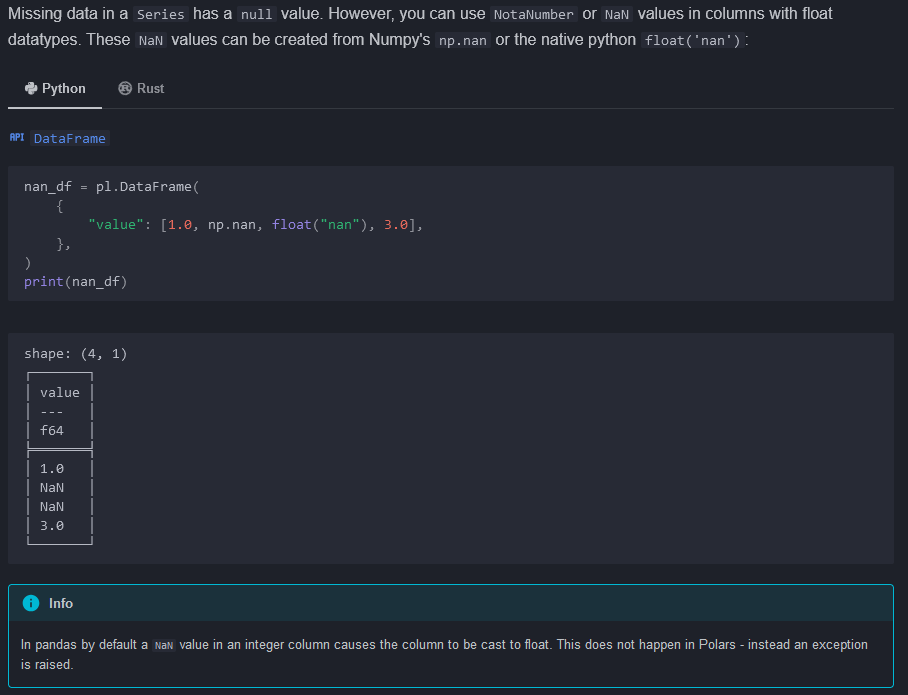 Missing data in a Series has a null value. However, you can use NotaNumber or NaN values in columns with float
datatypes. These NaN values can be created from Numpy's np.nan or the native python float('nan'):
Python Rust
API DataFrame
nan_df = pl.DataFrame(
    {
        "value": [1.0, np.nan, float("nan"), 3.0],
    },
)
print(nan_df)
shape: (4, 1)
┌───────┐
│ value │
│ ---   │
│ f64   │
╞═══════╡
│ 1.0   │
│ NaN   │
│ NaN   │
│ 3.0   │
└───────┘
Info
In pandas by default a NaN value in an integer column causes the column to be cast to float. This does not happen in Polars - instead an exception
is raised.